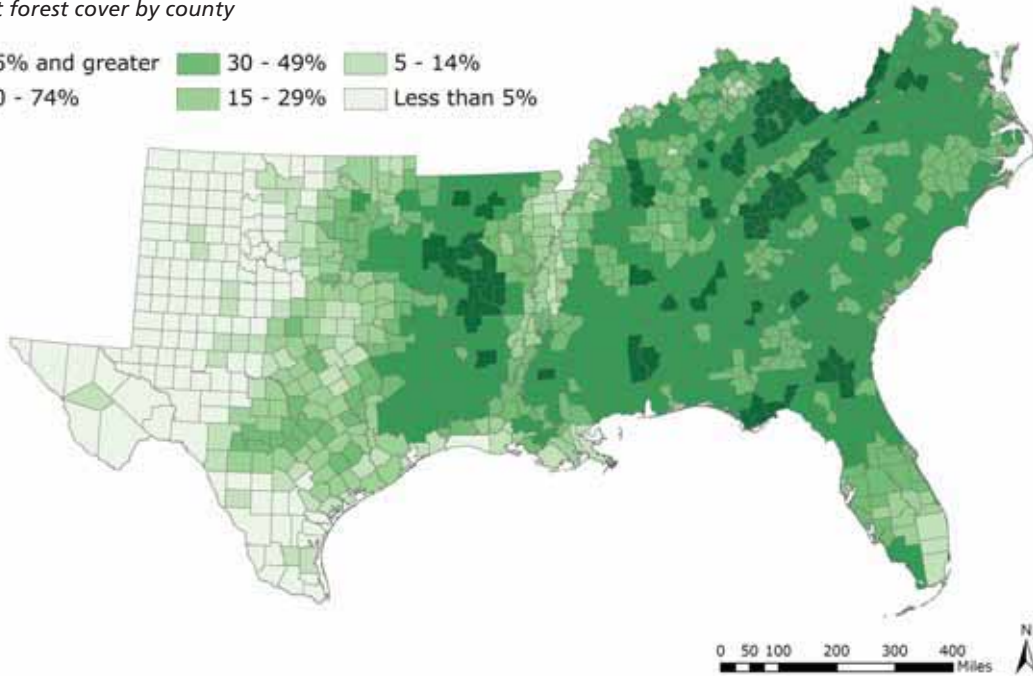 t forest cover by county
5% and greater 30 - 49% 5 - 14%
0 - 74% 15 - 29% Less than 5%
N
0 50 100 200 300 400
Miles